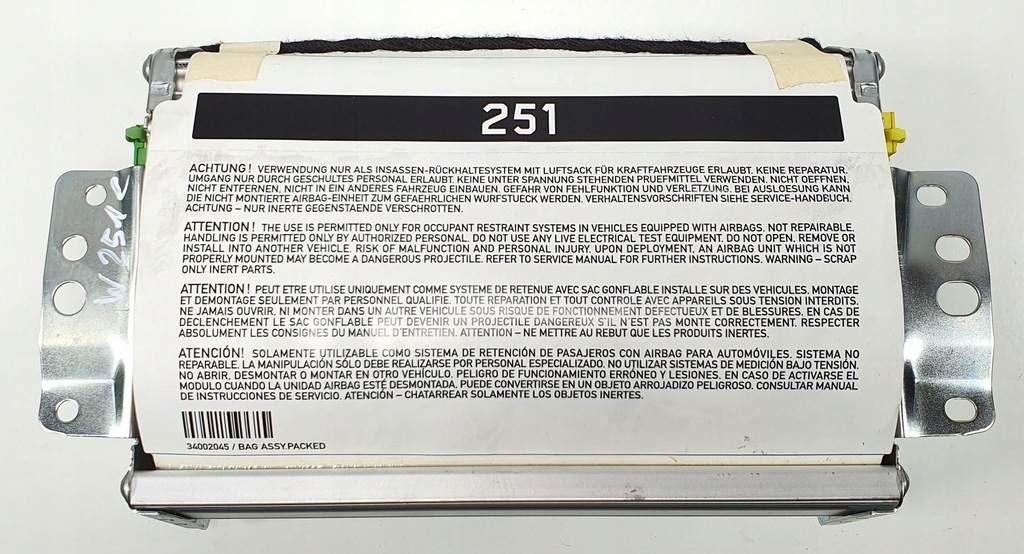 251
ACHTUNG! VERWENDUNG NUR ALS INSASSEN-RÜCKHALTESYSTEM MIT LUFTSACK FÜR KRAFTFAHRZEUGE ERLAUBT. KEINE REPARATUR.
UMGANG NUR DURCH GESCHULTES PERSONAL ERLAUBT. KEINE UNTER SPANNUNG STEHENDEN PRUEFMITTEL VERWENDEN. NICHT OEFFNEN,
NICHT ENTFERNEN, NICHT IN EIN ANDERES FAHRZEUG EINBAUEN. GEFAHR VON FEHLFUNKTION UND VERLETZUNG. BEI AUSLOESUNG KANN
DIE NICHT MONTIERTE AIRBAG-EINHEIT ZUM GEFAEHRLICHEN WURFSTUECK WERDEN. VERHALTENSVORSCHRIFTEN SIEHE SERVICE-HANDBUCH.
ACHTUNG – NUR INERTE GEGENSTAENDE VERSCHROTTEN.
ATTENTION! THE USE IS PERMITTED ONLY FOR OCCUPANT RESTRAINT SYSTEMS IN VEHICLES EQUIPPED WITH AIRBAGS. NOT REPAIRABLE.
HANDLING IS PERMITTED ONLY BY AUTHORIZED PERSONAL. DO NOT USE ANY LIVE ELECTRICAL TEST EQUIPMENT. DO NOT OPEN, REMOVE OR
INSTALL INTO ANOTHER VEHICLE. RISK OF MALFUNCTION AND PERSONAL INJURY. UPON DEPLOYMENT, AN AIRBAG UNIT WHICH IS NOT
PROPERLY MOUNTED MAY BECOME A DANGEROUS PROJECTILE. REFER TO SERVICE MANUAL FOR FURTHER INSTRUCTIONS. WARNING – SCRAP
ONLY INERT PARTS.
ATTENTION! PEUT ETRE UTILISE UNIQUEMENT COMME SYSTEME DE RETENUE AVEC SAC GONFLABLE INSTALLE SUR DES VEHICULES. MONTAGE
ET DEMONTAGE SEULEMENT PAR PERSONNEL QUALIFIE. TOUTE REPARATION ET TOUT CONTROLE AVEC APPAREILS SOUS TENSION INTERDITS.
NE JAMAIS OUVRIR, NI MONTER DANS UN AUTRE VEHICULE SOUS RISQUE DE FONCTIONNEMENT DEFECTUEUX ET DE BLESSURES. EN CAS DE
DECLENCHEMENT LE SAC GONFLABLE PEUT DEVENIR UN PROJECTILE DANGEREUX S'IL N'EST PAS MONTE CORRECTEMENT. RESPECTER
ABSOLUMENT LES CONSIGNES DU MANUEL D'ENTRETIEN. ATTENTION – NE METTRE AU REBUT QUE LES PRODUITS INERTES.
ATENCIÓN! SOLAMENTE UTILIZABLE COMO SISTEMA DE RETENCIÓN DE PASAJEROS CON AIRBAG PARA AUTOMÓVILES. SISTEMA NO
REPARABLE. LA MANIPULACIÓN SÓLO DEBE REALIZARSE POR PERSONAL ESPECIALIZADO. NO UTILIZAR SISTEMAS DE MEDICIÓN BAJO TENSIÓN.
NO ABRIR, DESMONTAR O MONTAR EN OTRO VEHÍCULO. PELIGRO DE FUNCIONAMIENTO ERRÓNEO Y LESIONES. EN CASO DE ACTIVARSE EL
MODULO CUANDO LA UNIDAD AIRBAG ESTÉ DESMONTADA, PUEDE CONVERTIRSE EN UN OBJETO ARROJADIZO PELIGROSO. CONSULTAR MANUAL
DE INSTRUCCIONES DE SERVICIO. ATENCIÓN – CHATARREAR SOLAMENTE LOS OBJETOS INERTES.
34002045 / BAG ASSY.PACKED